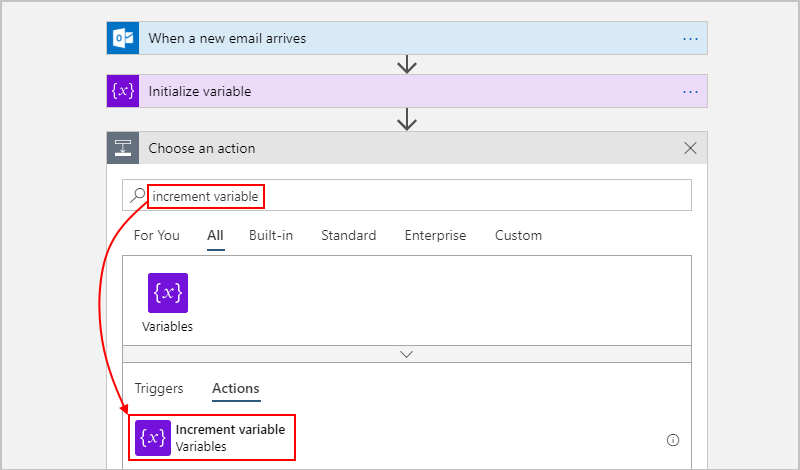 When a new email arrives
...
{x} Initialize variable
...
Choose an action
increment variable
For You All Built-in Standard Enterprise Custom
{x}
Variables
Triggers Actions
{x} Increment variable
Variables